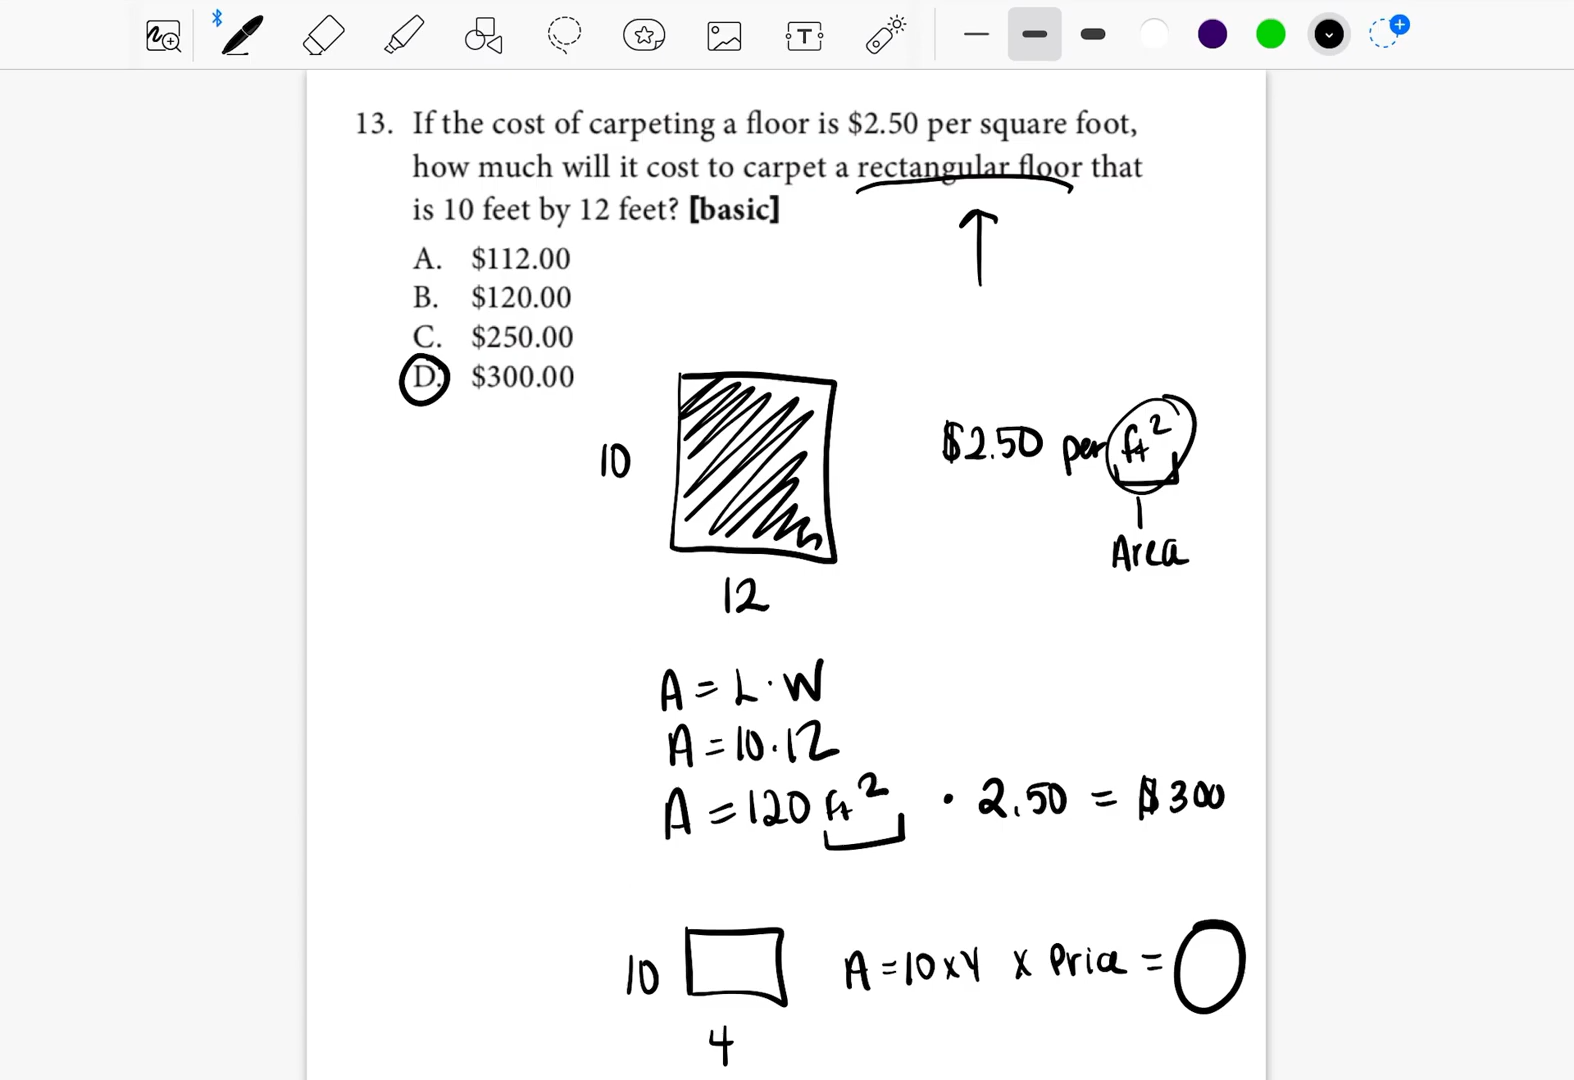 T
13. If the cost of carpeting a floor is $2.50 per square foot,
how much will it cost to carpet a rectangular floor that
is 10 feet by 12 feet? [basic]
A. $112.00
B. $120.00
C. $250.00
D. $300.00
10
12
$2.50 per ft²
Area
A = L · W
A = 10 · 12
A = 120 ft² · 2.50 = $300
10
4
A = 10 x 4 x Price =